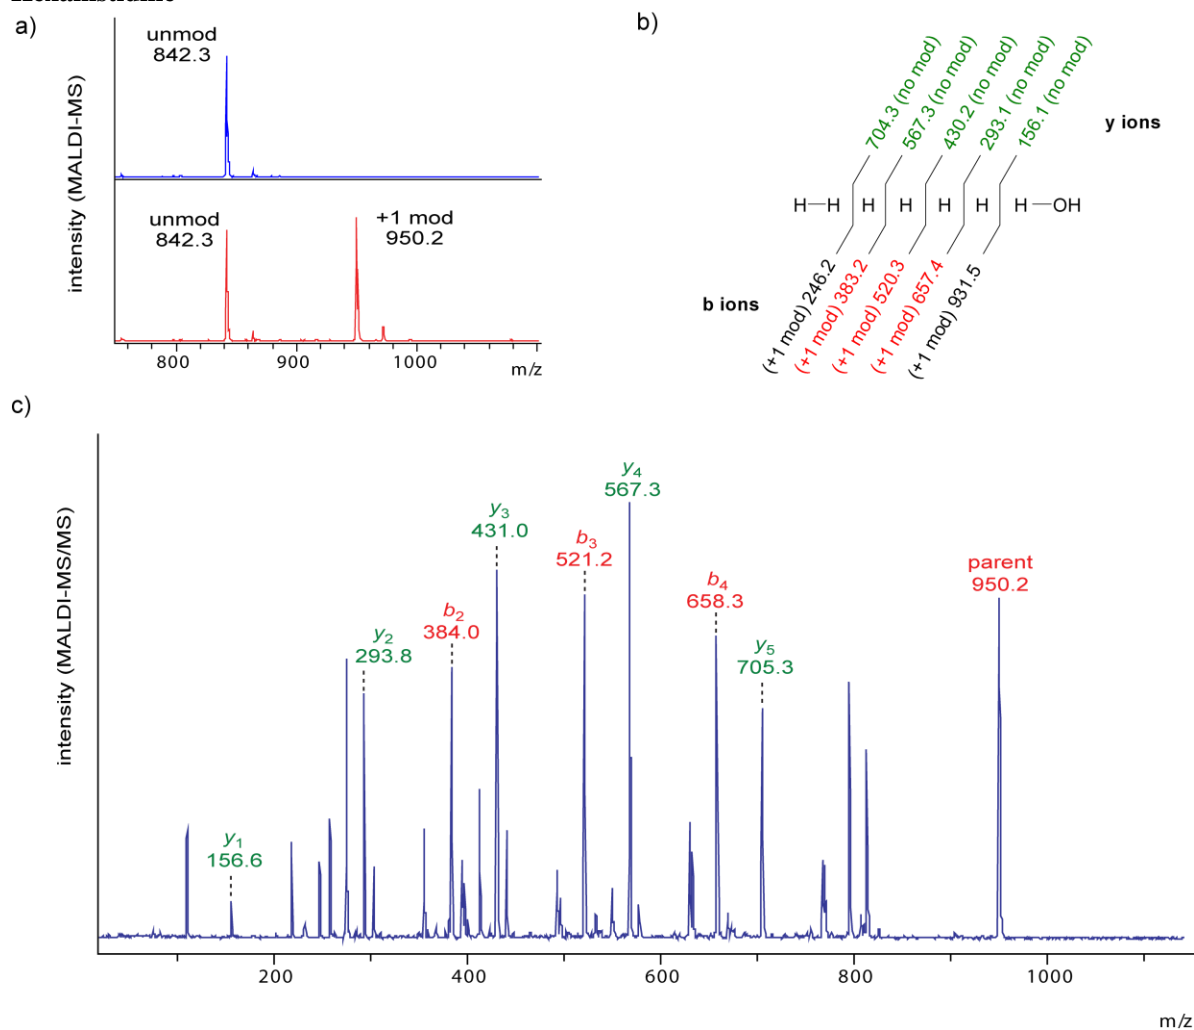 a)
b)
unmod
842.3
unmod
842.3
+1 mod
950.2
intensity (MALDI-MS)
800
900
1000
m/z
704.3 (no mod)
567.3 (no mod)
430.2 (no mod)
293.1 (no mod)
156.1 (no mod)
y ions
H H H H H H H OH
b ions
(+1 mod) 246.2
(+1 mod) 383.2
(+1 mod) 520.3
(+1 mod) 657.4
(+1 mod) 931.5
c)
intensity (MALDI-MS/MS)
y1
156.6
y2
293.8
b2
384.0
y3
431.0
b3
521.2
y4
567.3
b4
658.3
y5
705.3
parent
950.2
200
400
600
800
1000
m/z